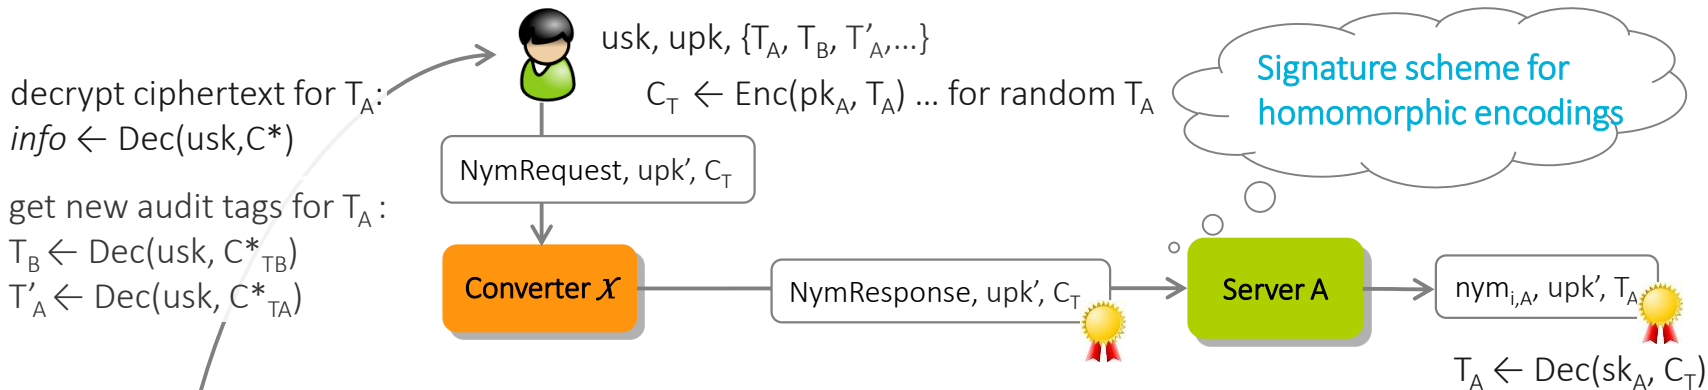 usk, upk, {T_A, T_B, T'_A,...}
C_T ← Enc(pk_A, T_A) ... for random T_A
decrypt ciphertext for T_A:
info ← Dec(usk,C*)
get new audit tags for T_A :
T_B ← Dec(usk, C*_TB)
T'_A ← Dec(usk, C*_TA)
NymRequest, upk’, C_T
Converter X
NymResponse, upk’, C_T
Signature scheme for
homomorphic encodings
Server A
nym_i,A, upk’, T_A
T_A ← Dec(sk_A, C_T)